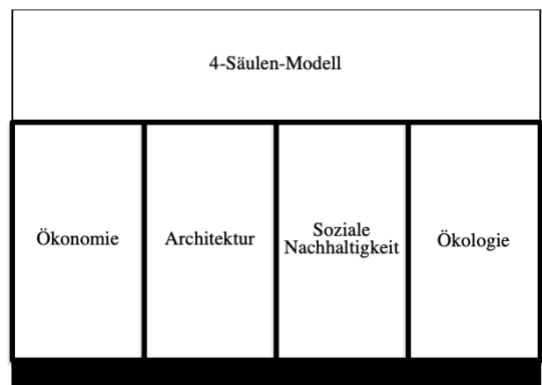 4-Säulen-Modell
Ökonomie
Architektur
Soziale
Nachhaltigkeit
Ökologie